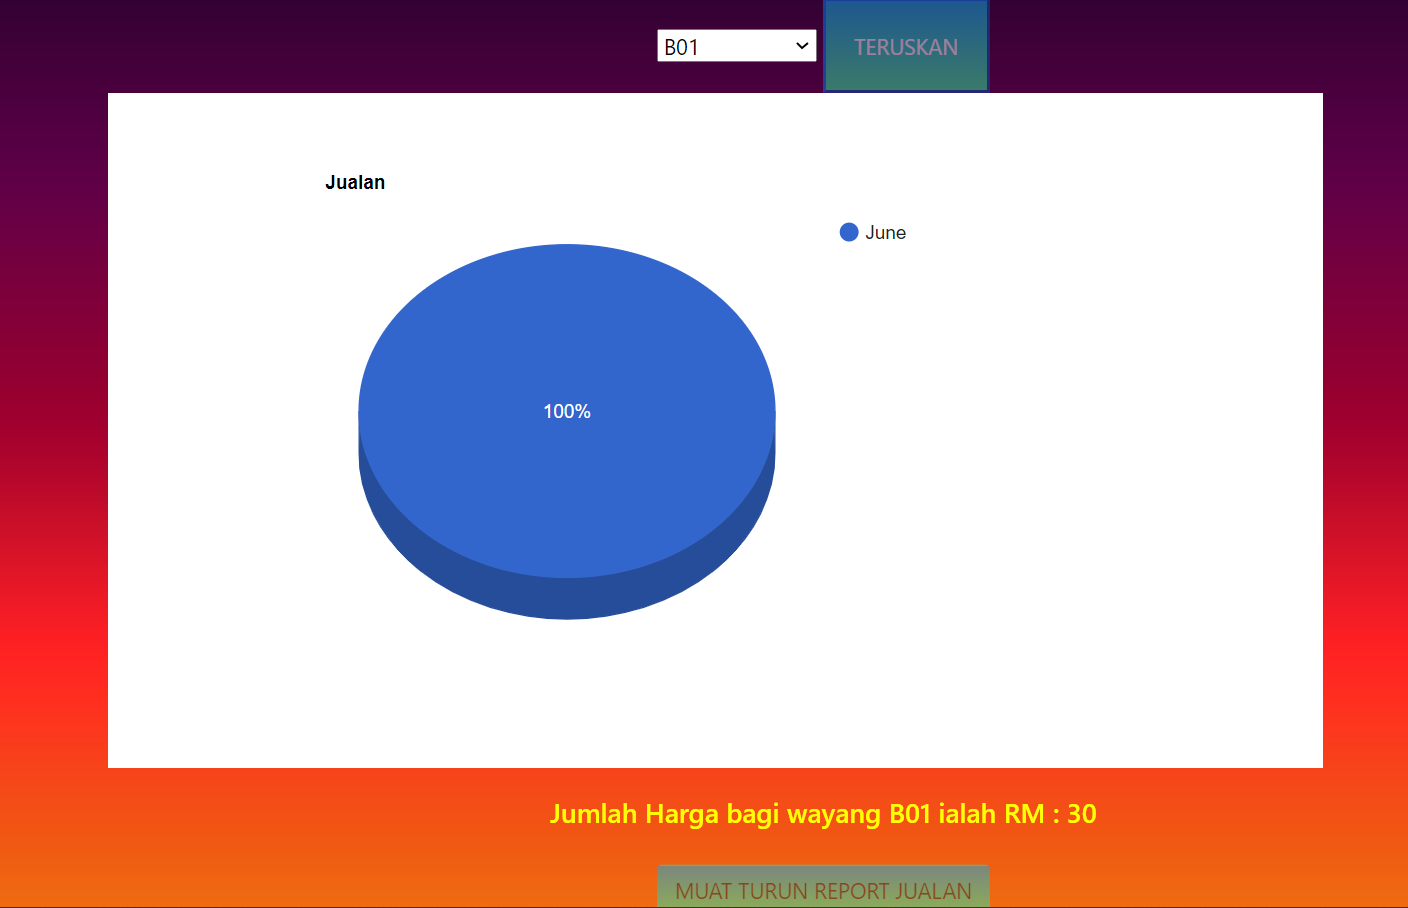 B01
TERUSKAN
Jualan
June
100%
Jumlah Harga bagi wayang B01 ialah RM : 30
MUAT TURUN REPORT JUALAN